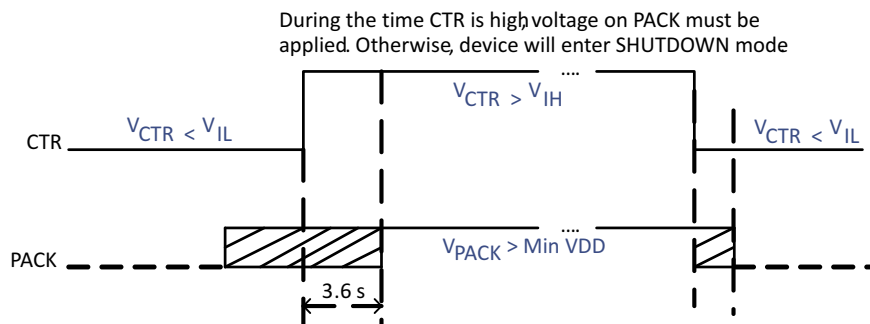 During the time CTR is high, voltage on PACK must be
applied. Otherwise, device will enter SHUTDOWN mode
....
VCTR > VIH
VCTR < VIL
VCTR < VIL
CTR
....
VPACK > Min VDD
PACK
3.6 s